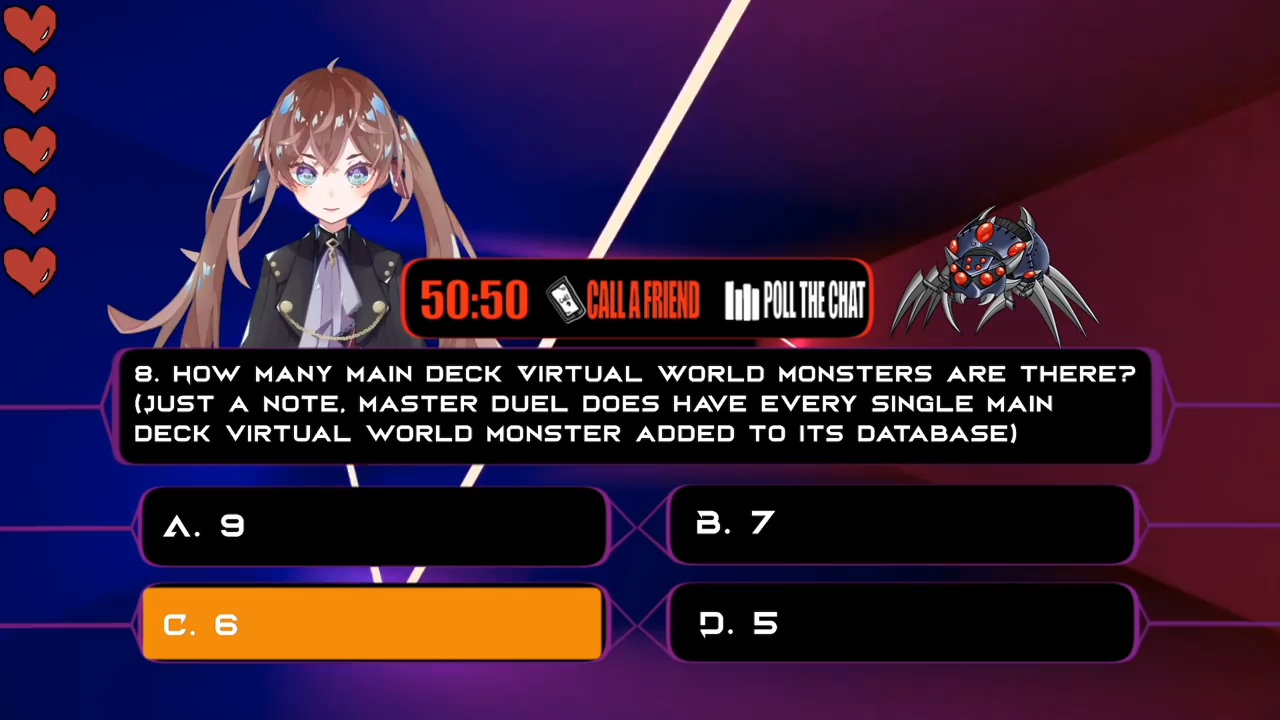 50:50 CALL A FRIEND POLL THE CHAT
8. HOW MANY MAIN DECK VIRTUAL WORLD MONSTERS ARE THERE?
(JUST A NOTE, MASTER DUEL DOES HAVE EVERY SINGLE MAIN
DECK VIRTUAL WORLD MONSTER ADDED TO ITS DATABASE)
A. 9
B. 7
C. 6
D. 5